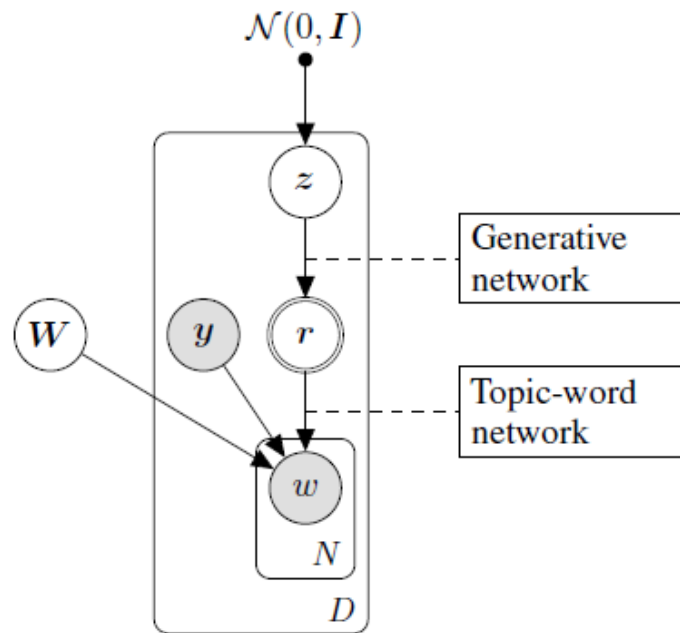 𝒩(0, I)
z
Generative
network
W
y
r
Topic-word
network
w
N
D